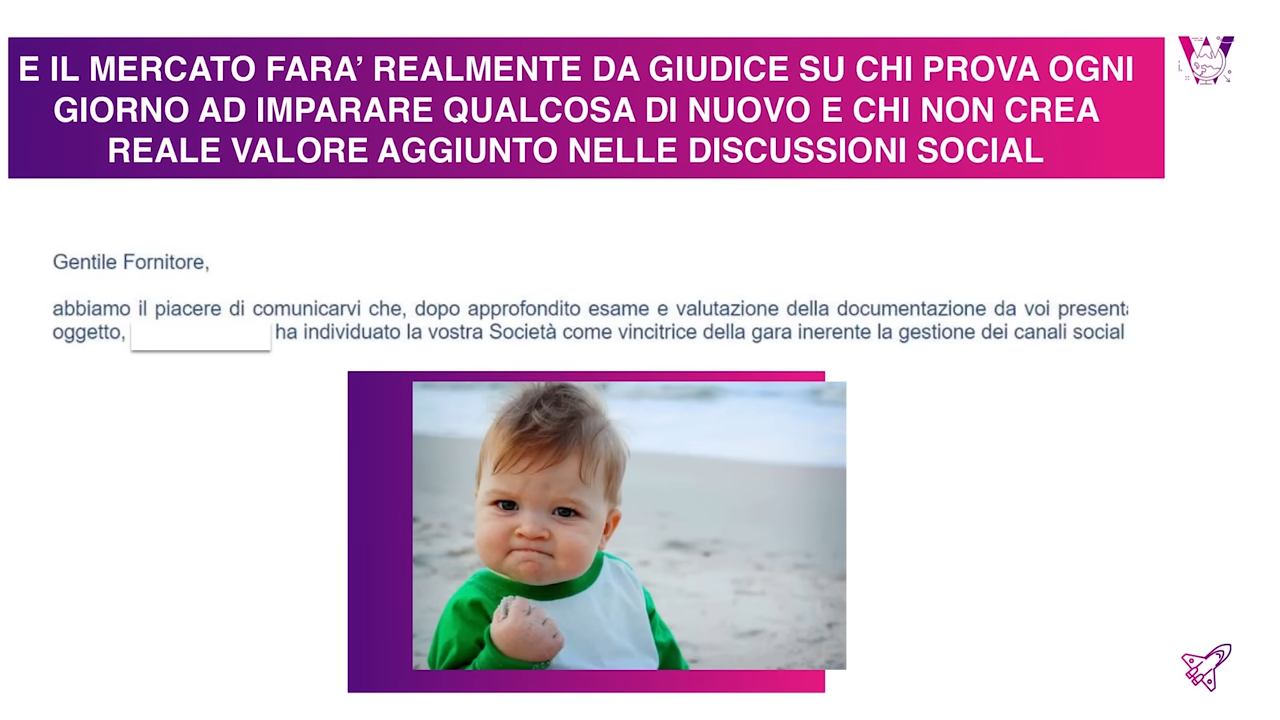 E IL MERCATO FARA’ REALMENTE DA GIUDICE SU CHI PROVA OGNI
GIORNO AD IMPARARE QUALCOSA DI NUOVO E CHI NON CREA
REALE VALORE AGGIUNTO NELLE DISCUSSIONI SOCIAL
Gentile Fornitore,
abbiamo il piacere di comunicarvi che, dopo approfondito esame e valutazione della documentazione da voi
oggetto, ha individuato la vostra Società come vincitrice della gara inerente la gestione dei canali social